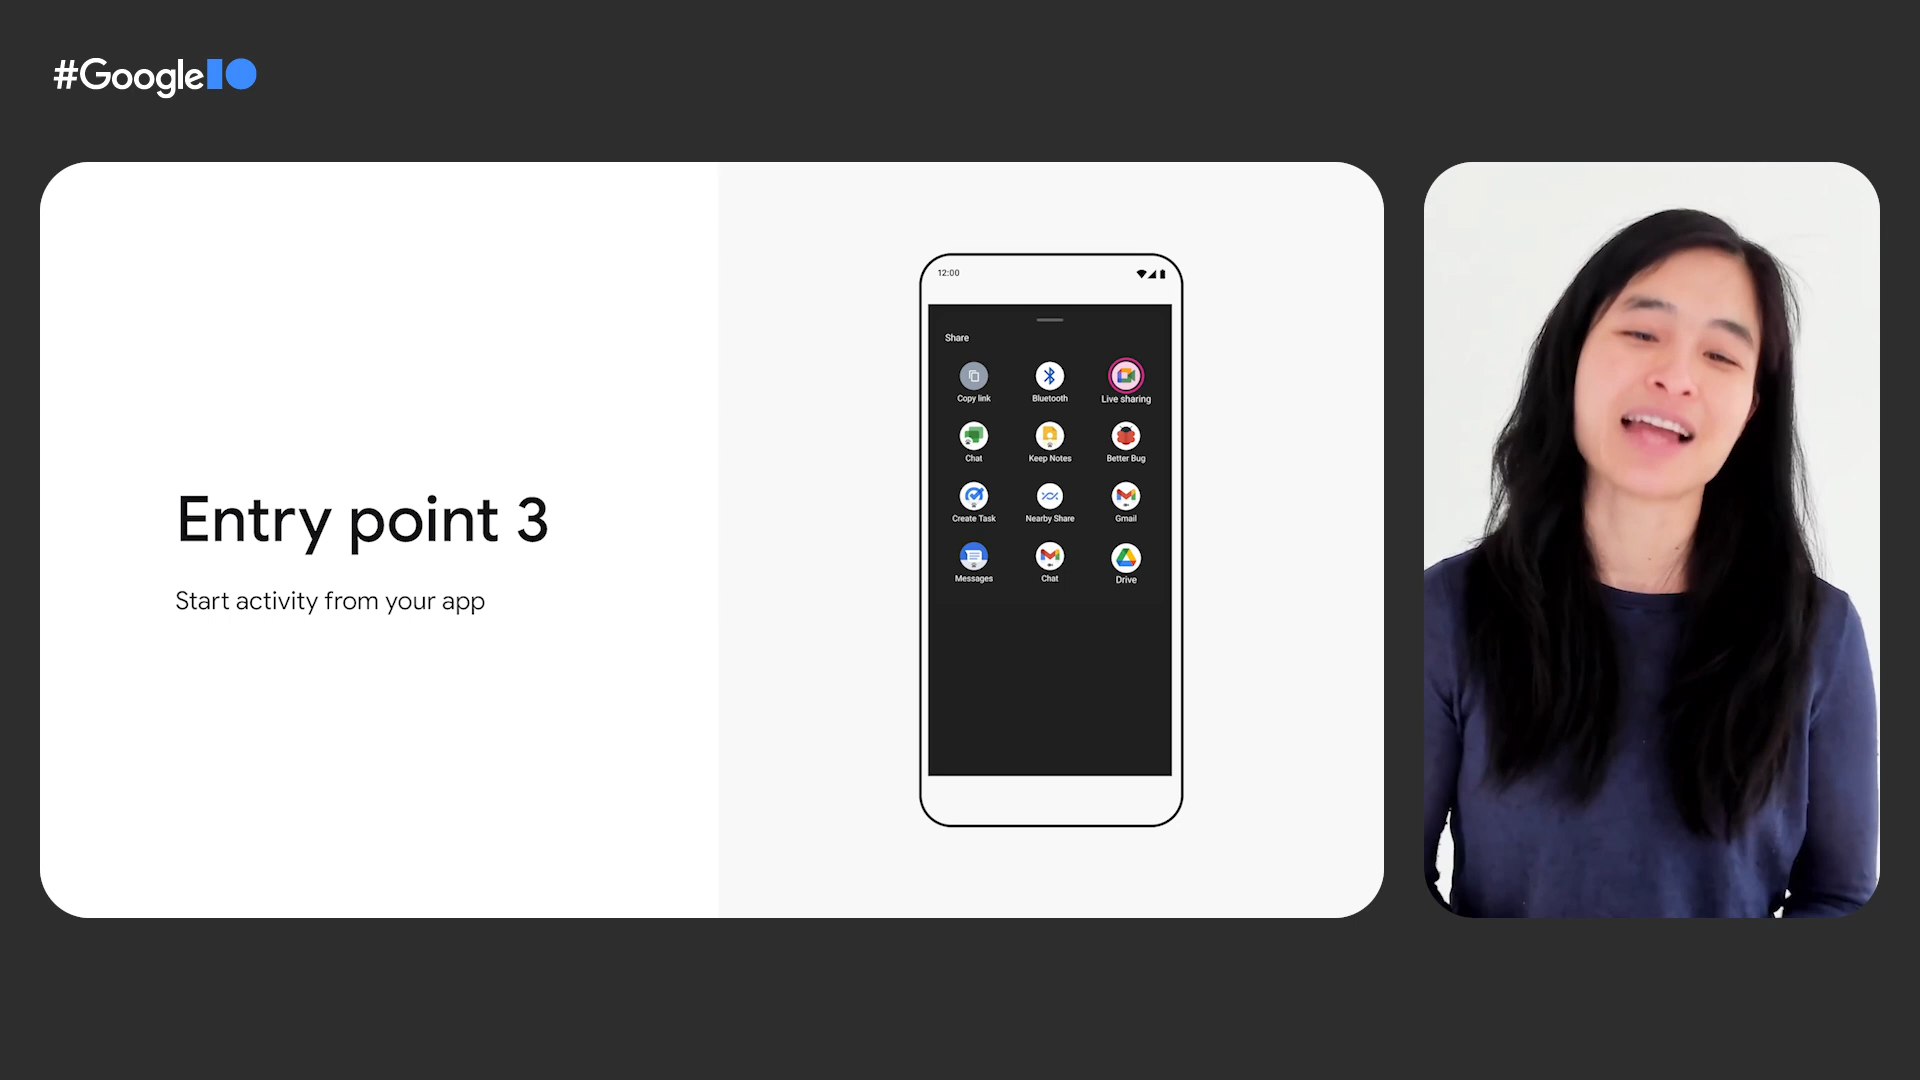 #GoogleIO
Entry point 3
Start activity from your app
12:00
Share
Copy link
Bluetooth
Live sharing
Chat
Keep Notes
Better Bug
Create Task
Nearby Share
Gmail
Messages
Chat
Drive